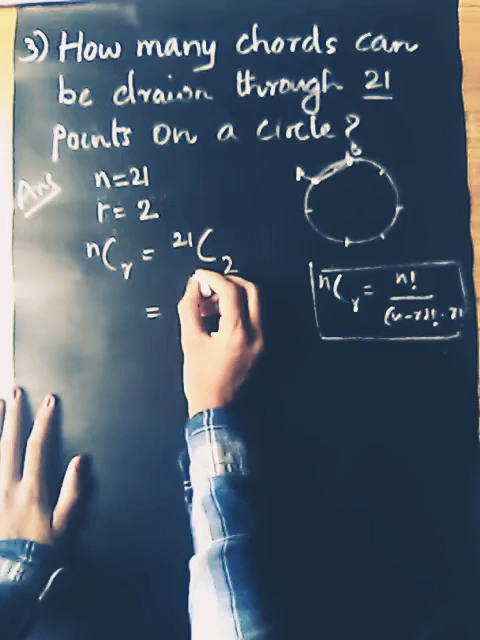 3) How many chords can
be drawn through 21
points on a circle?
Ans
n=21
r=2
nCr = 21C2
=
A B
nCr = n!
(n-r)! · r!